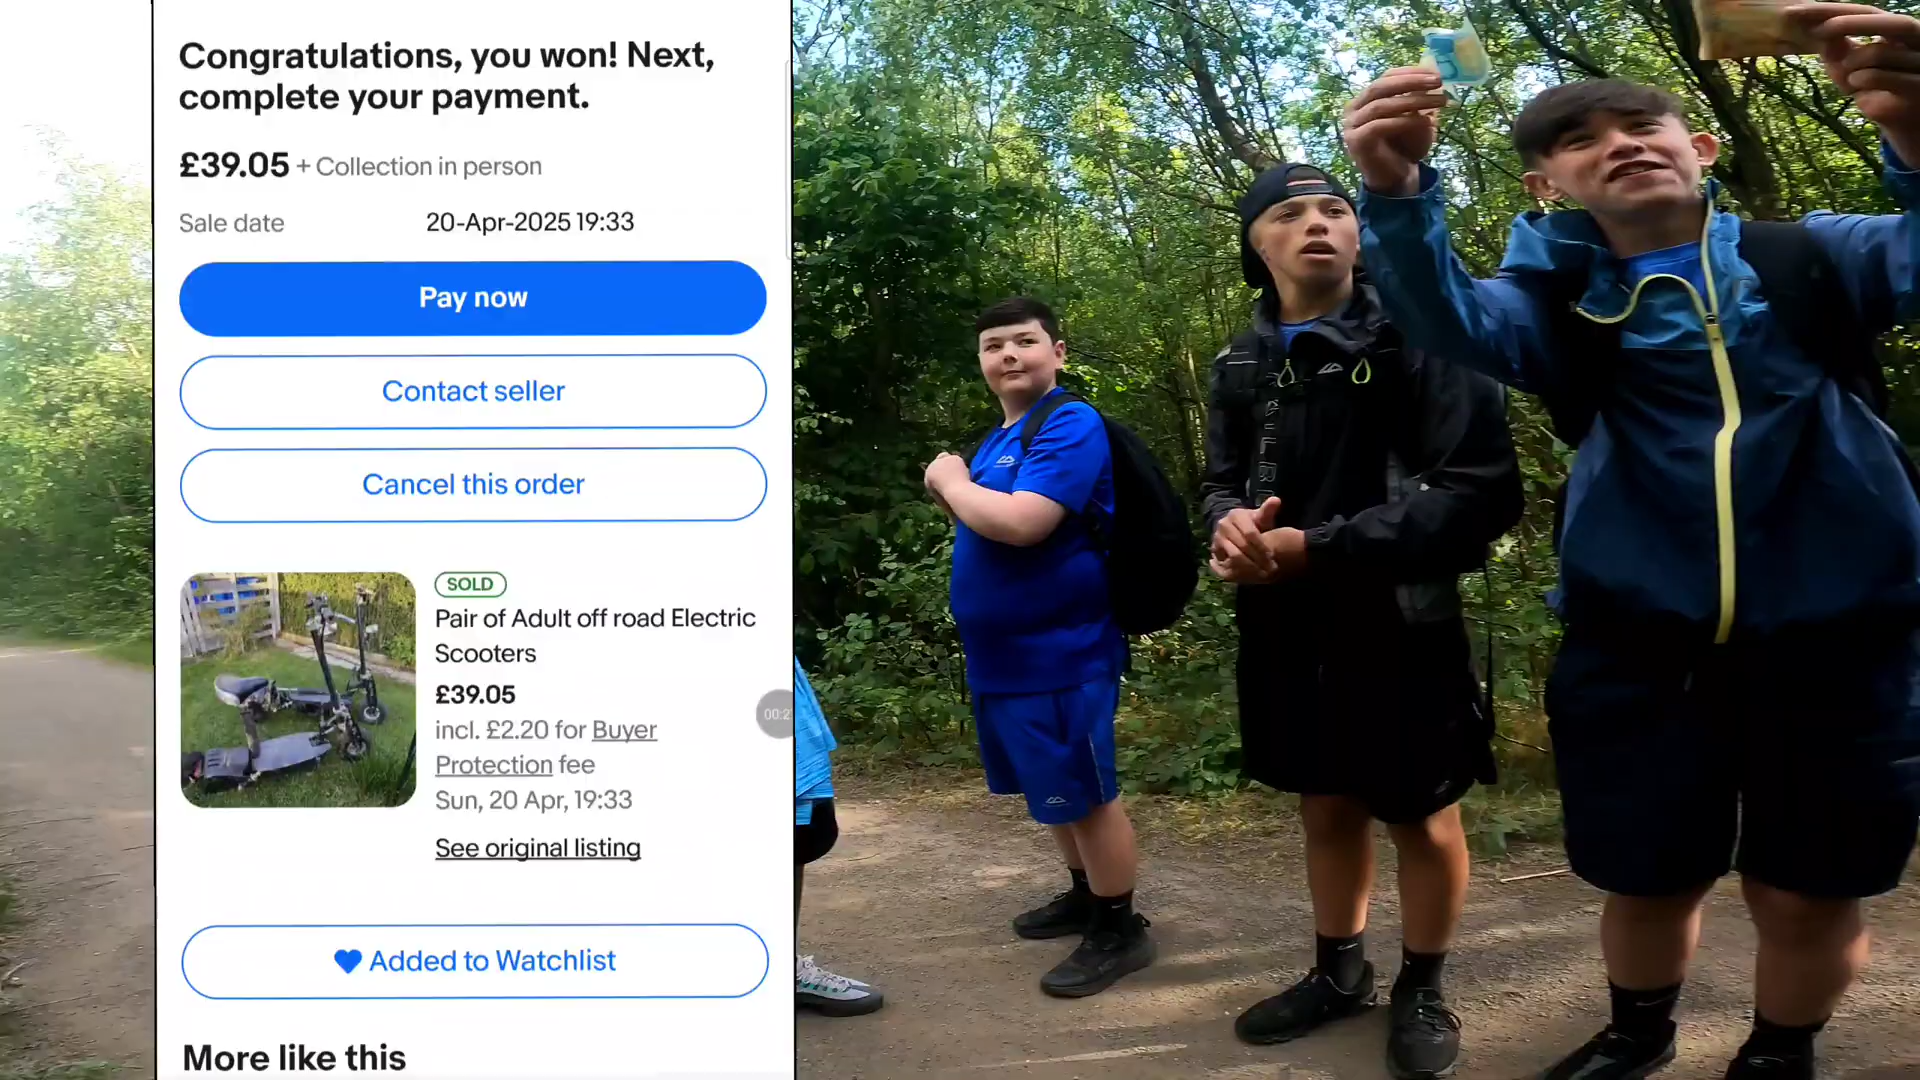 Congratulations, you won! Next,
complete your payment.
£39.05 + Collection in person
Sale date 20-Apr-2025 19:33
Pay now
Contact seller
Cancel this order
SOLD
Pair of Adult off road Electric
Scooters
£39.05
incl. £2.20 for Buyer
Protection fee
Sun, 20 Apr, 19:33
See original listing
Added to Watchlist
More like this